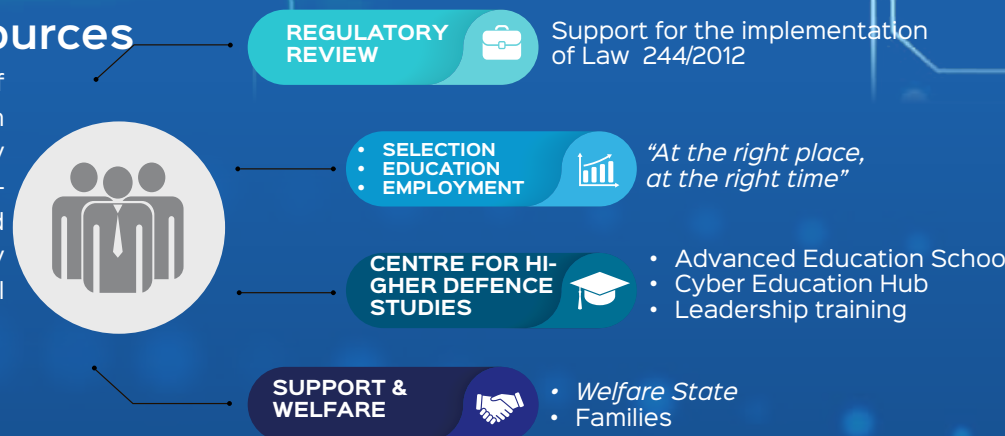 ources
REGULATORY
REVIEW
Support for the implementation
of Law 244/2012
• SELECTION
• EDUCATION
• EMPLOYMENT
“At the right place,
at the right time”
CENTRE FOR HI-
GHER DEFENCE
STUDIES
• Advanced Education Schoo
• Cyber Education Hub
• Leadership training
SUPPORT &
WELFARE
• Welfare State
• Families